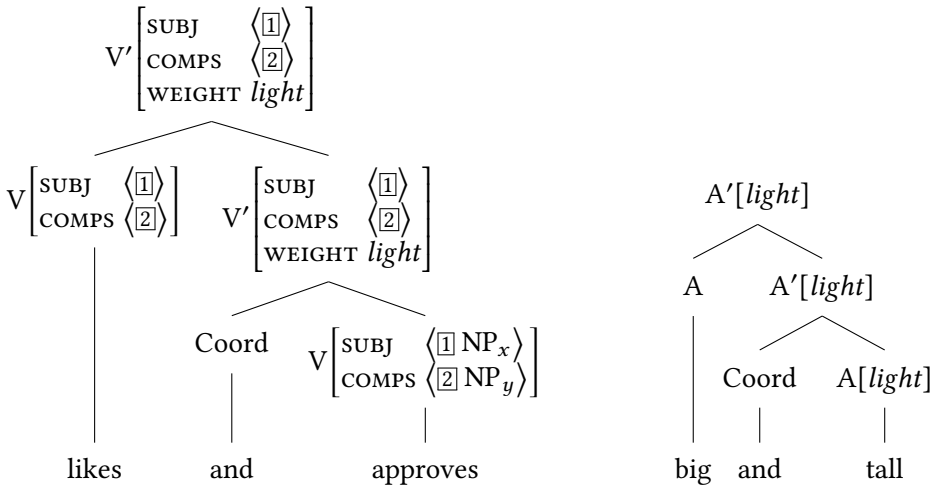 V′ [SUBJ ⟨[1]⟩
COMPS ⟨[2]⟩
WEIGHT light]
V [SUBJ ⟨[1]⟩
COMPS ⟨[2]⟩]
V′ [SUBJ ⟨[1]⟩
COMPS ⟨[2]⟩
WEIGHT light]
Coord
V [SUBJ ⟨[1] NPₓ⟩
COMPS ⟨[2] NP_y⟩]
likes and approves
A′[light]
A A′[light]
Coord A[light]
big and tall